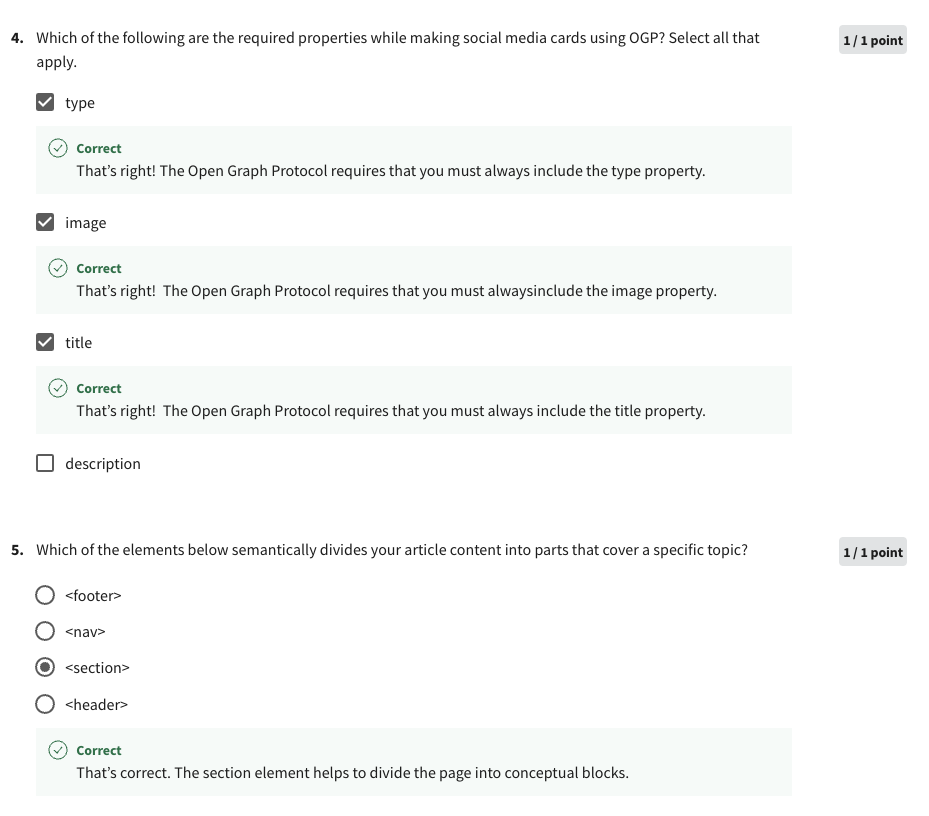 4. Which of the following are the required properties while making social media cards using OGP? Select all that
apply.
1 / 1 point
type
Correct
That's right! The Open Graph Protocol requires that you must always include the type property.
image
Correct
That's right!  The Open Graph Protocol requires that you must alwaysinclude the image property.
title
Correct
That's right!  The Open Graph Protocol requires that you must always include the title property.
description
5. Which of the elements below semantically divides your article content into parts that cover a specific topic?
1 / 1 point
<footer>
<nav>
<section>
<header>
Correct
That's correct. The section element helps to divide the page into conceptual blocks.